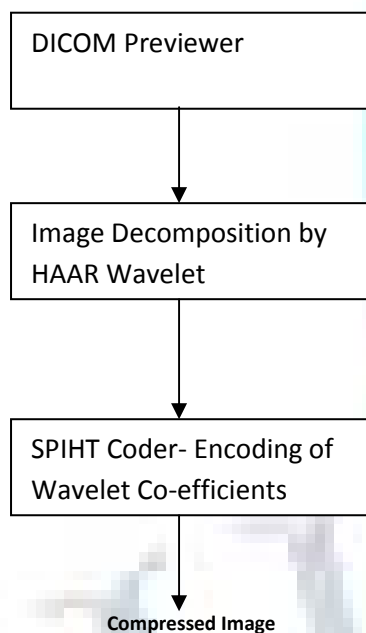 DICOM Previewer
Image Decomposition by
HAAR Wavelet
SPIHT Coder- Encoding of
Wavelet Co-efficients
Compressed Image